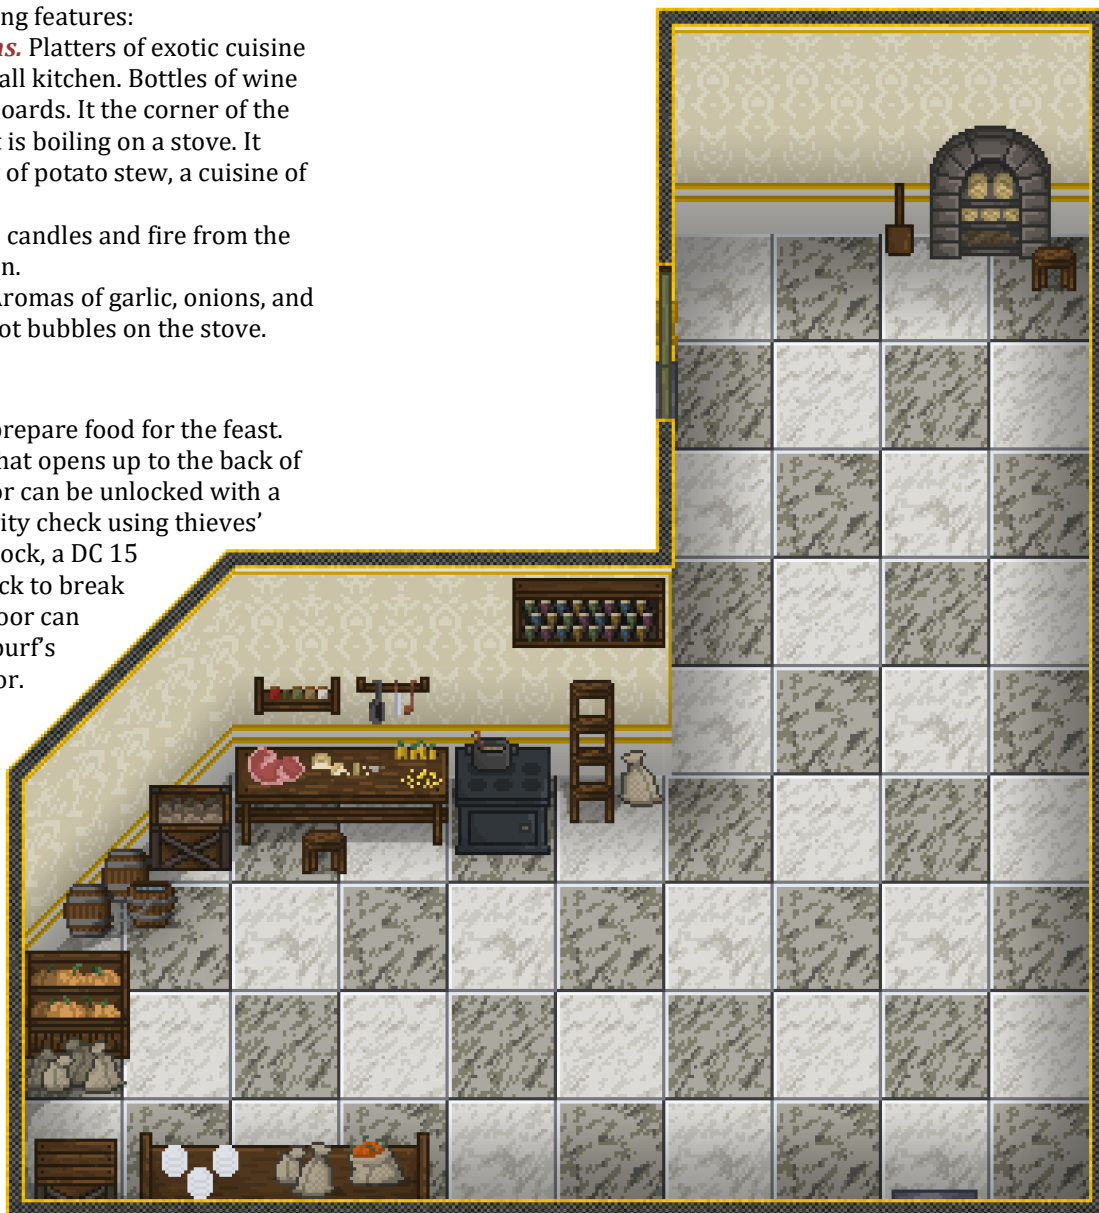 ng features:
ns. Platters of exotic cuisine
all kitchen. Bottles of wine
oards. It the corner of the
t is boiling on a stove. It
of potato stew, a cuisine of
candles and fire from the
n.
Aromas of garlic, onions, and
ot bubbles on the stove.
prepare food for the feast.
hat opens up to the back of
or can be unlocked with a
ity check using thieves’
ock, a DC 15
ck to break
oor can
ourf’s
or.